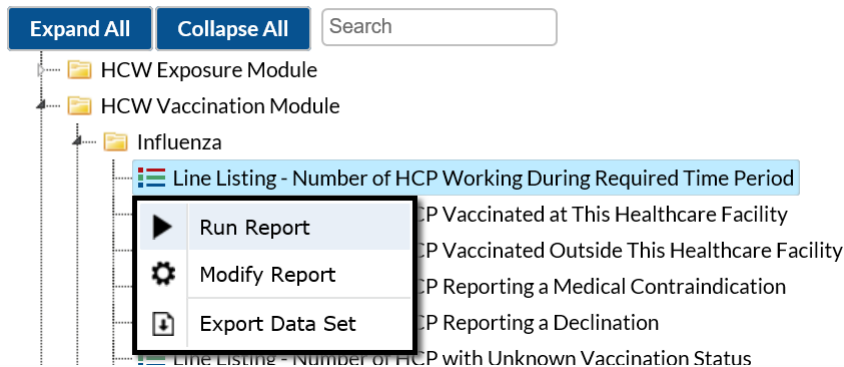 Expand All Collapse All Search
HCW Exposure Module
HCW Vaccination Module
Influenza
Line Listing - Number of HCP Working During Required Time Period
Run Report CP Vaccinated at This Healthcare Facility
CP Vaccinated Outside This Healthcare Facility
Modify Report CP Reporting a Medical Contraindication
Export Data Set CP Reporting a Declination
Line Listing - Number of HCP with Unknown Vaccination Status